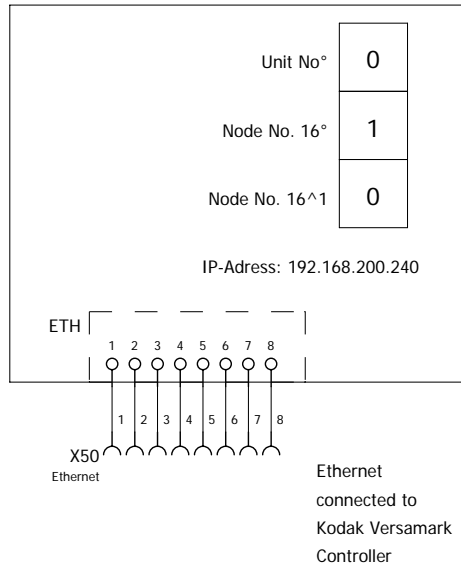 Unit No° 0
Node No. 16° 1
Node No. 16^1 0
IP-Adress: 192.168.200.240
ETH
1 2 3 4 5 6 7 8
1 2 3 4 5 6 7 8
X50
Ethernet
Ethernet
connected to
Kodak Versamark
Controller